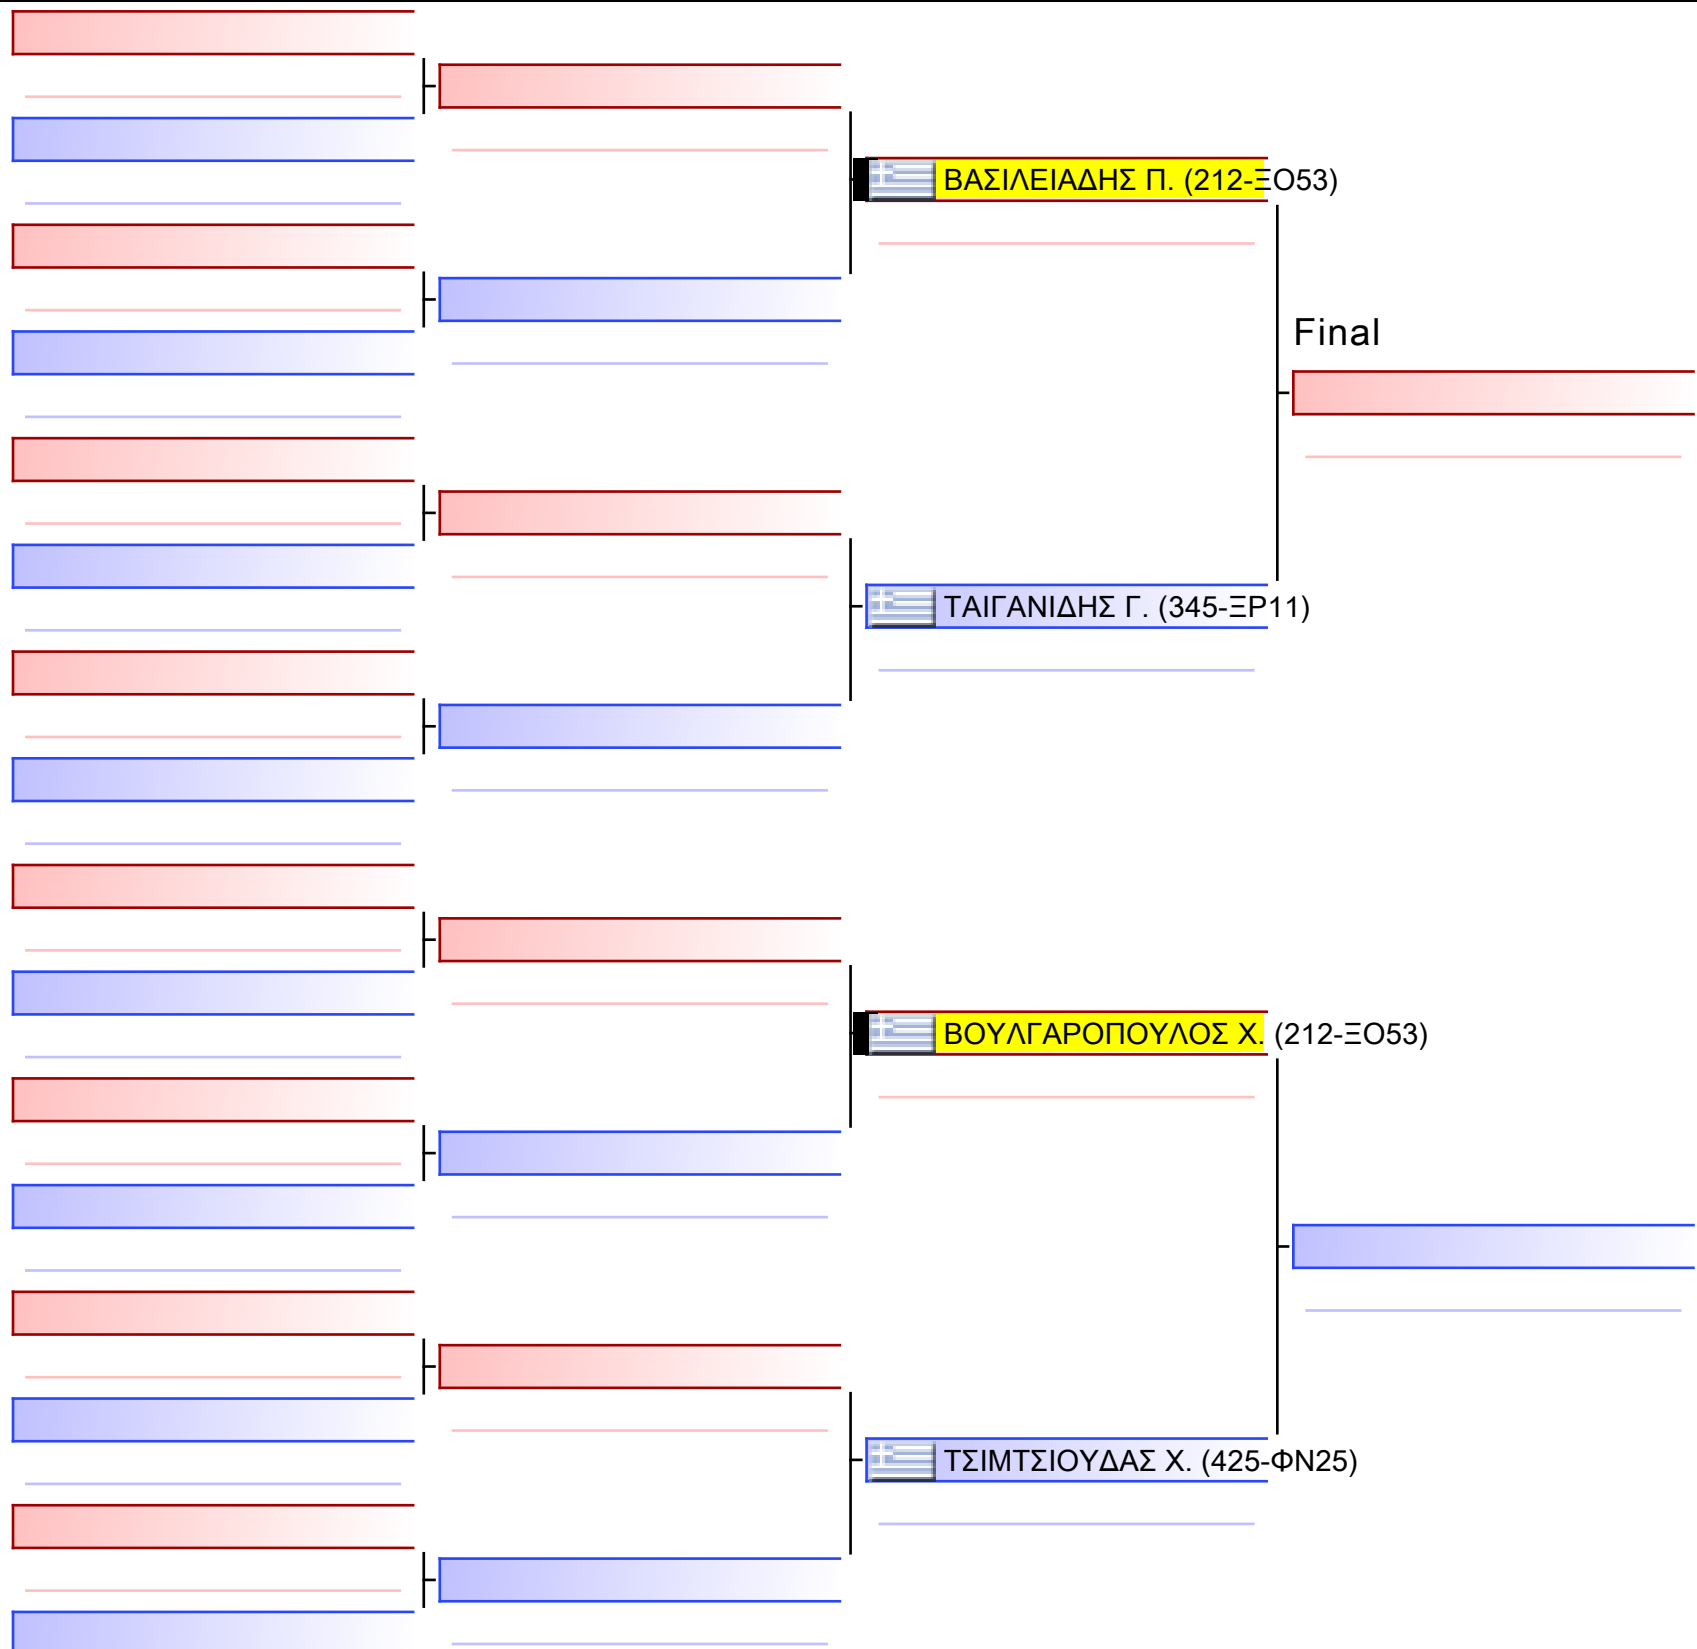 ΒΑΣΙΛΕΙΑΔΗΣ Π. (212-ΞΟ53)
Final
ΤΑΙΓΑΝΙΔΗΣ Γ. (345-ΞΡ11)
ΒΟΥΛΓΑΡΟΠΟΥΛΟΣ Χ. (212-ΞΟ53)
ΤΣΙΜΤΣΙΟΥΔΑΣ Χ. (425-ΦΝ25)